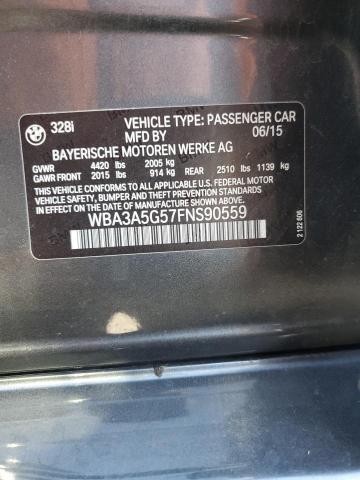 328i
VEHICLE TYPE: PASSENGER CAR
MFD BY 06/15
BAYERISCHE MOTOREN WERKE AG
GVWR 4420 lbs 2005 kg
GAWR FRONT 2015 lbs 914 kg REAR 2510 lbs 1139 kg
THIS VEHICLE CONFORMS TO ALL APPLICABLE U.S. FEDERAL MOTOR
VEHICLE SAFETY, BUMPER, AND THEFT PREVENTION STANDARDS IN
EFFECT ON THE DATE OF MANUFACTURE SHOWN ABOVE.
WBA3A5G57FNS90559
2 122 606